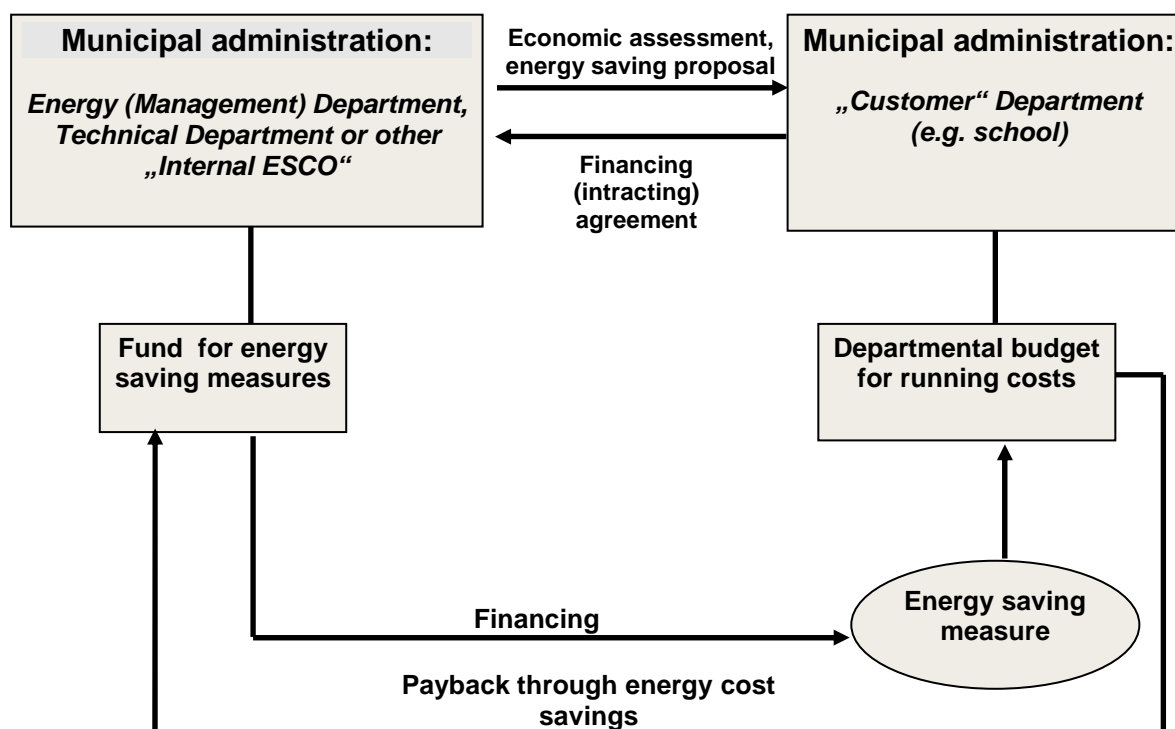 Municipal administration:
Energy (Management) Department,
Technical Department or other
„Internal ESCO“
Economic assessment,
energy saving proposal
Financing
(intracting)
agreement
Municipal administration:
„Customer“ Department
(e.g. school)
Fund for energy
saving measures
Departmental budget
for running costs
Energy saving
measure
Financing
Payback through energy cost
savings